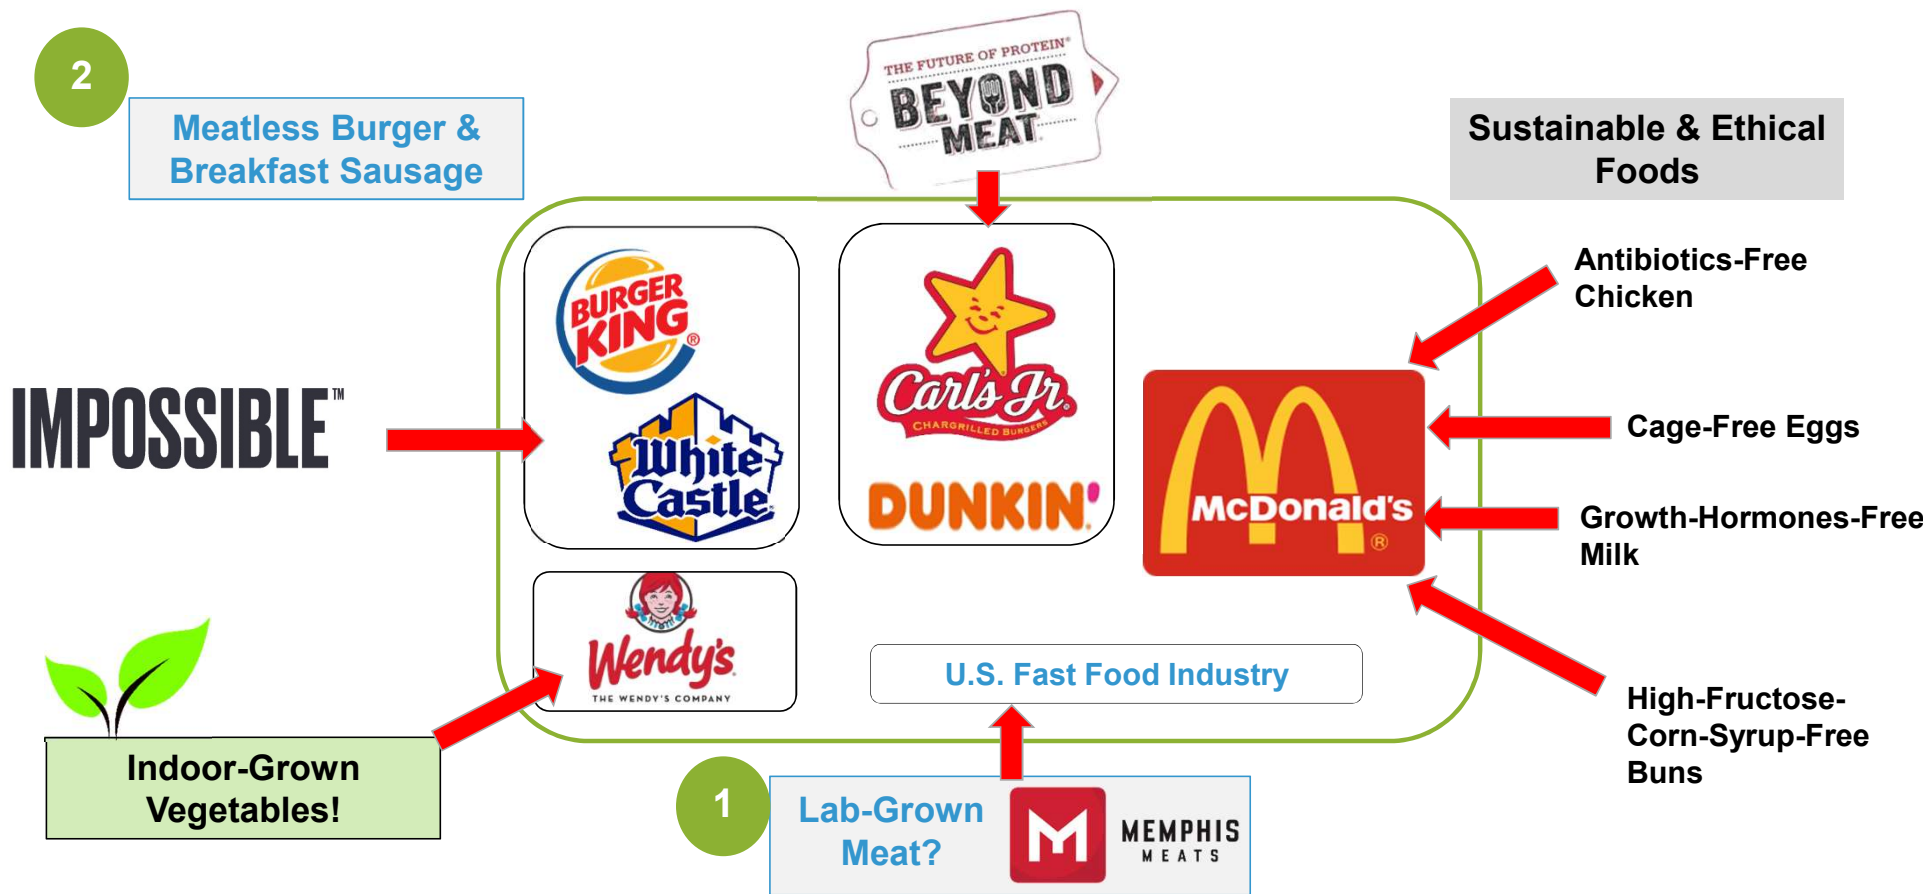 2
Meatless Burger &
Breakfast Sausage
THE FUTURE OF PROTEIN®
BEYOND
MEAT
Sustainable & Ethical
Foods
BURGER
KING®
White
Castle
Carl's Jr.
CHARGRILLED BURGERS
DUNKIN'
McDonald's
®
Antibiotics-Free
Chicken
Cage-Free Eggs
Growth-Hormones-Free
Milk
High-Fructose-
Corn-Syrup-Free
Buns
IMPOSSIBLE™
Wendy's
THE WENDY'S COMPANY
U.S. Fast Food Industry
Indoor-Grown
Vegetables!
1
Lab-Grown
Meat?
M
MEMPHIS
MEATS